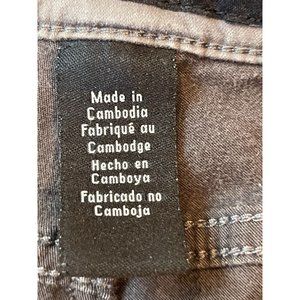 Made in
Cambodia
Fabriqué au
Cambodge
Hecho en
Camboya
Fabricado no
Camboja